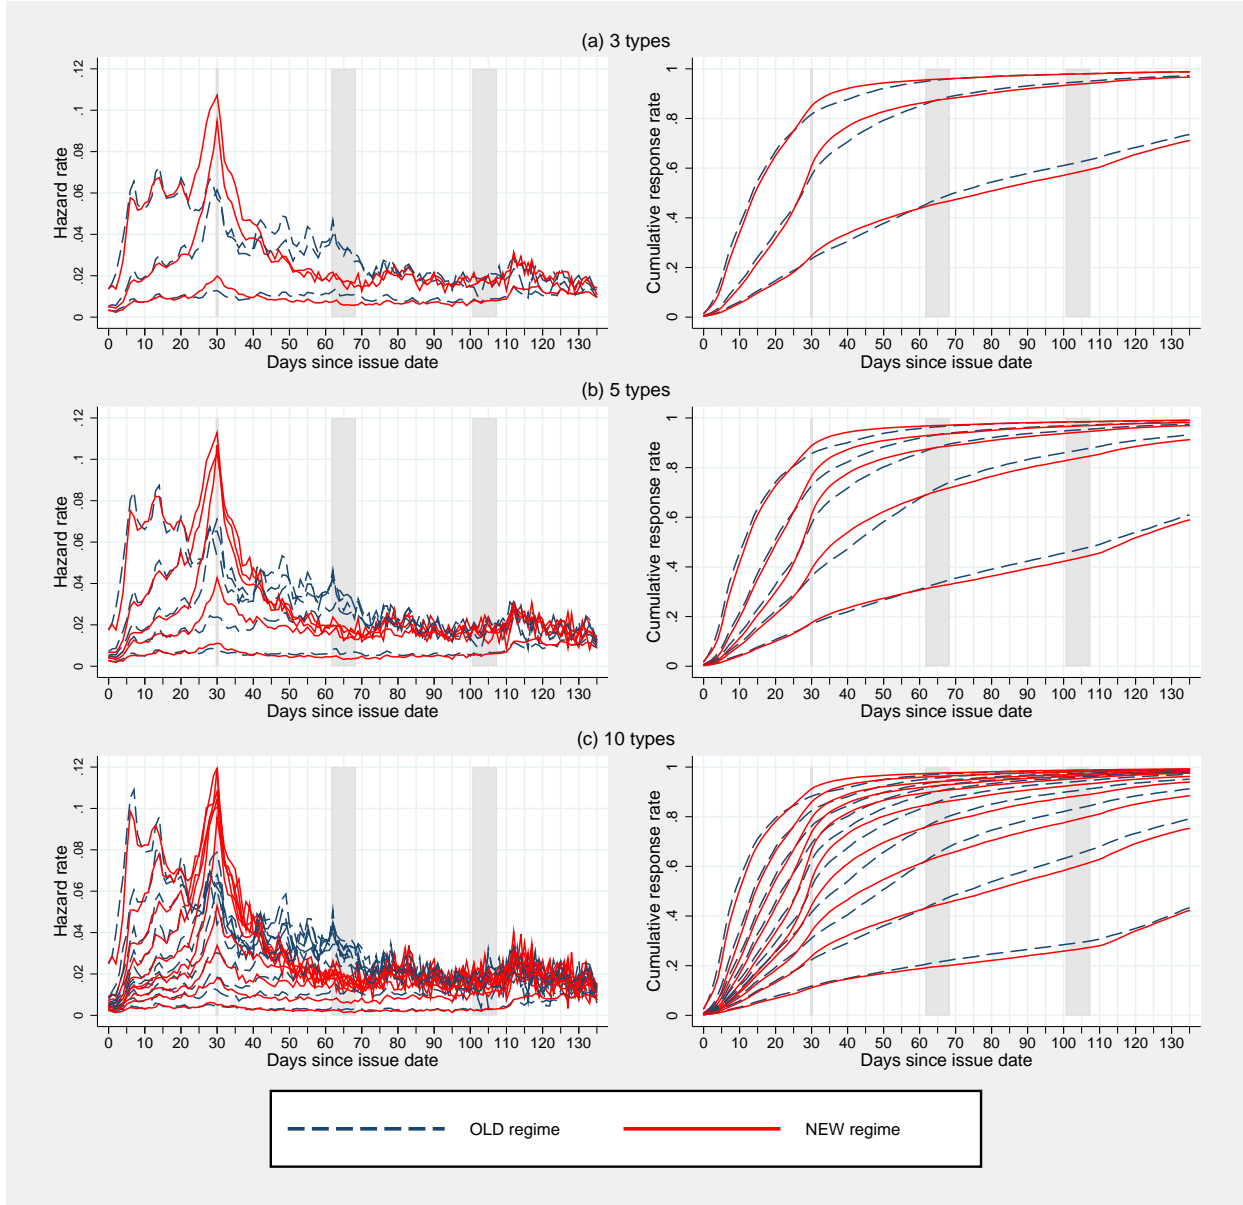 (a) 3 types
Hazard rate
0 .02 .04 .06 .08 .1 .12
0 10 20 30 40 50 60 70 80 90 100 110 120 130
Days since issue date
Cumulative response rate
0 .2 .4 .6 .8 1
0 10 20 30 40 50 60 70 80 90 100 110 120 130
Days since issue date
(b) 5 types
Hazard rate
0 .02 .04 .06 .08 .1 .12
0 10 20 30 40 50 60 70 80 90 100 110 120 130
Days since issue date
Cumulative response rate
0 .2 .4 .6 .8 1
0 10 20 30 40 50 60 70 80 90 100 110 120 130
Days since issue date
(c) 10 types
Hazard rate
0 .02 .04 .06 .08 .1 .12
0 10 20 30 40 50 60 70 80 90 100 110 120 130
Days since issue date
Cumulative response rate
0 .2 .4 .6 .8 1
0 10 20 30 40 50 60 70 80 90 100 110 120 130
Days since issue date
OLD regime
NEW regime